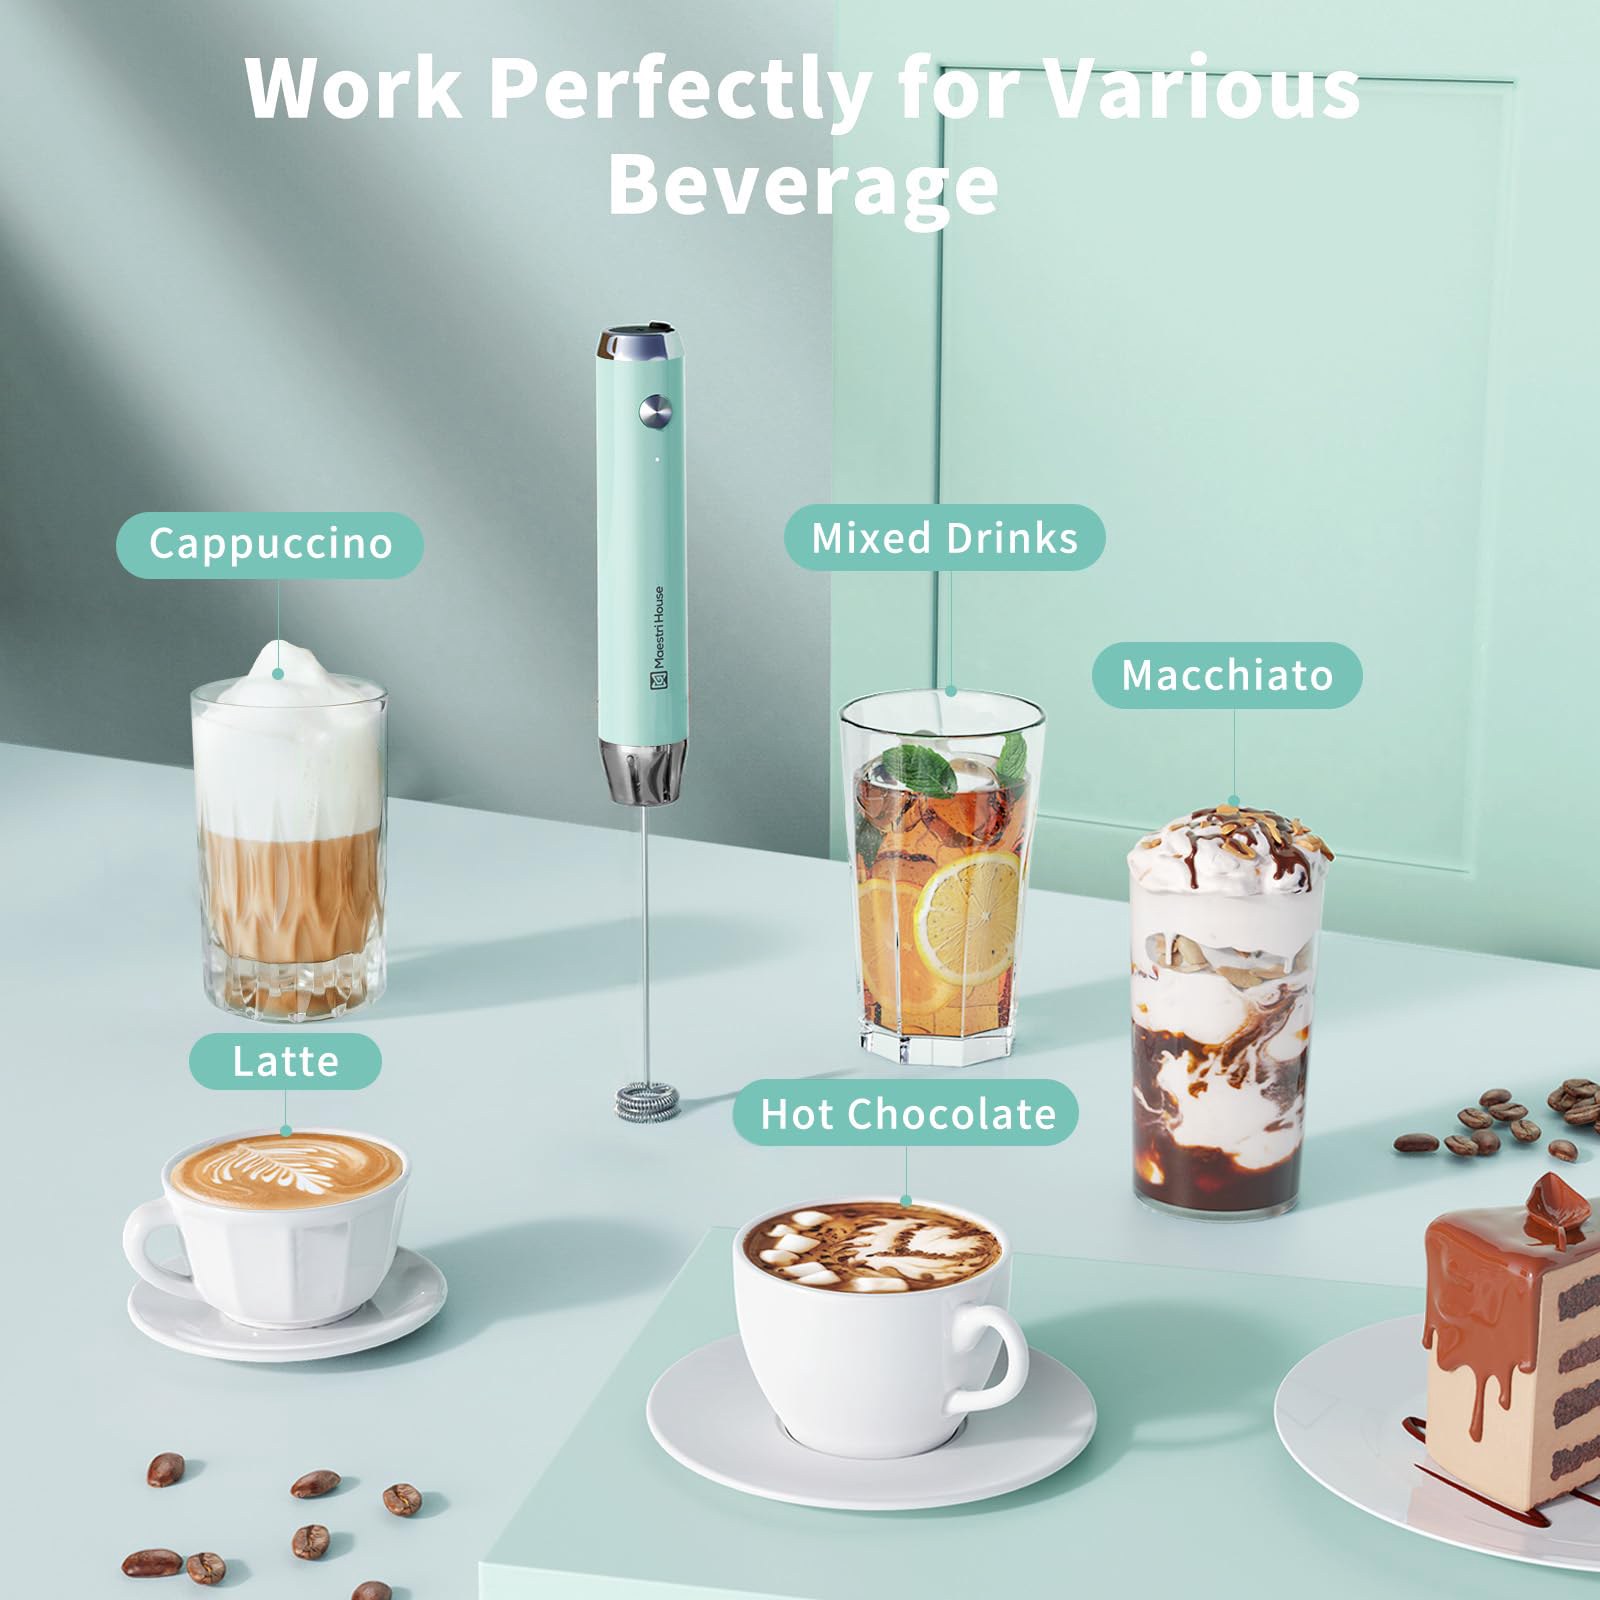 Work Perfectly for Various
Beverage
Cappuccino
Mixed Drinks
Macchiato
Maestri House
Latte
Hot Chocolate